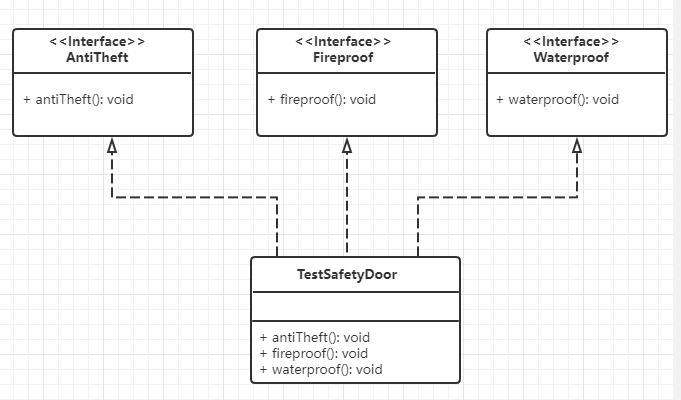 <<Interface>>
AntiTheft
+ antiTheft(): void
<<Interface>>
Fireproof
+ fireproof(): void
<<Interface>>
Waterproof
+ waterproof(): void
TestSafetyDoor
+ antiTheft(): void
+ fireproof(): void
+ waterproof(): void